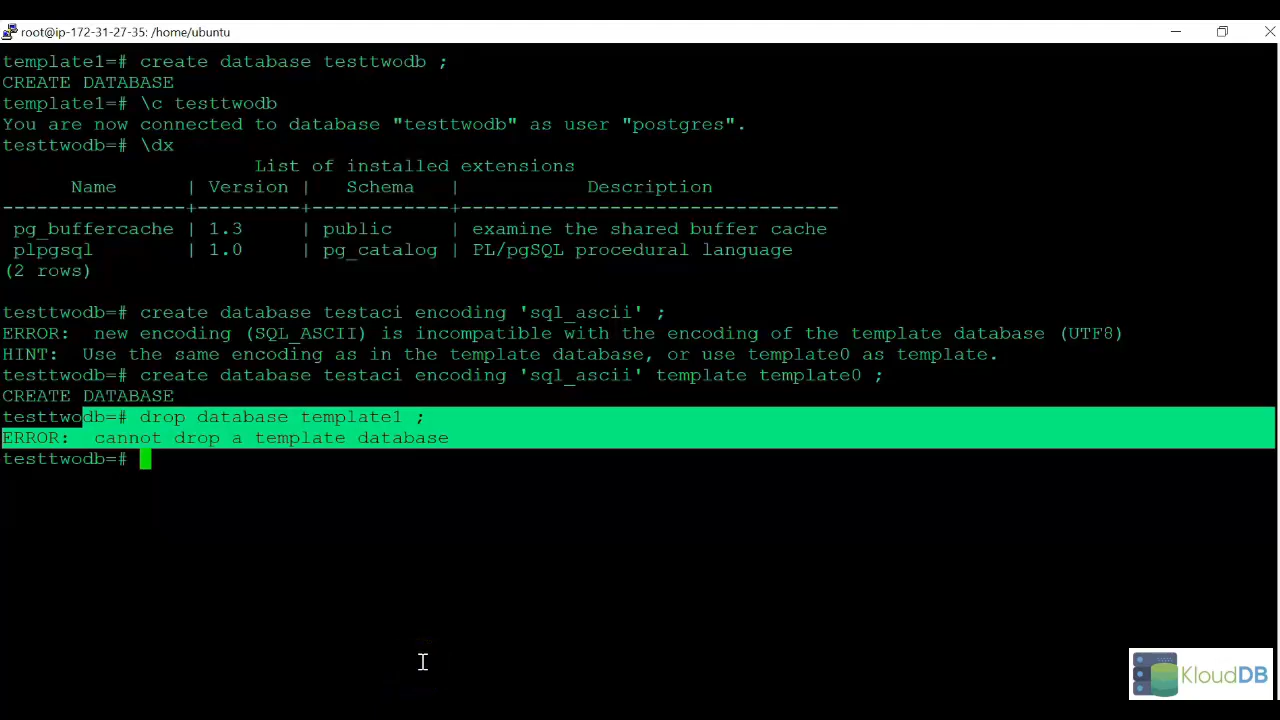 root@ip-172-31-27-35: /home/ubuntu
template1=# create database testtwodb ;
CREATE DATABASE
template1=# \c testtwodb
You are now connected to database "testtwodb" as user "postgres".
testtwodb=# \dx
List of installed extensions
Name | Version | Schema | Description
----------------+---------+------------+---------------------------------
pg_buffercache | 1.3 | public | examine the shared buffer cache
plpgsql | 1.0 | pg_catalog | PL/pgSQL procedural language
(2 rows)
testtwodb=# create database testaci encoding 'sql_ascii' ;
ERROR: new encoding (SQL_ASCII) is incompatible with the encoding of the template database (UTF8)
HINT: Use the same encoding as in the template database, or use template0 as template.
testtwodb=# create database testaci encoding 'sql_ascii' template template0 ;
CREATE DATABASE
testtwodb=# drop database template1 ;
ERROR: cannot drop a template database
testtwodb=#
KloudDB